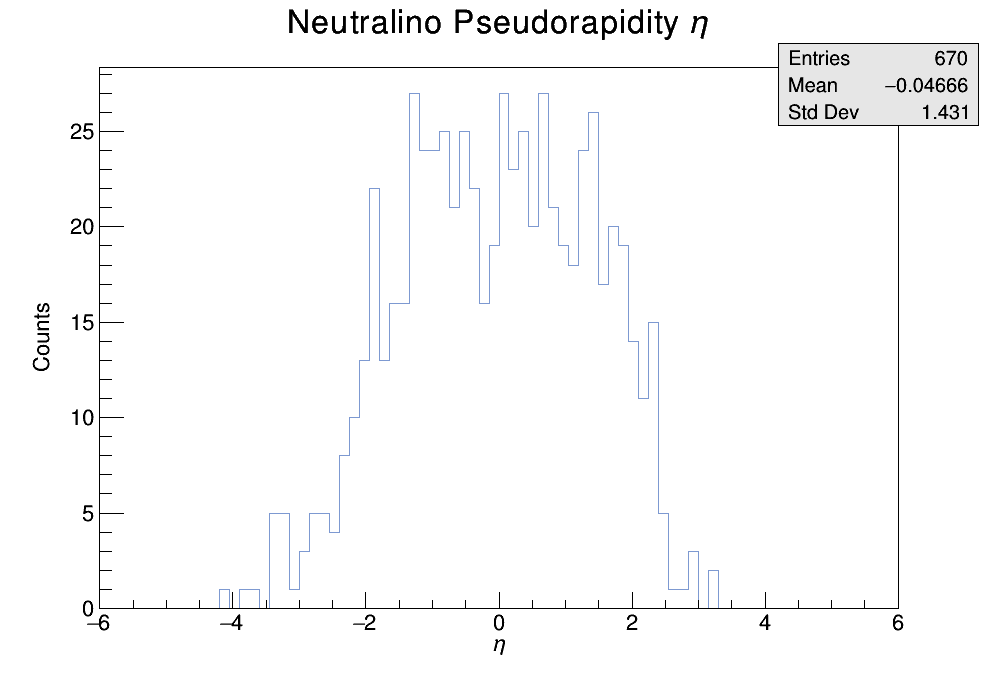 Neutralino Pseudorapidity η
Entries 670
Mean −0.04666
Std Dev 1.431
25
20
15
10
5
0
Counts
−6 −4 −2 0 2 4 6
η